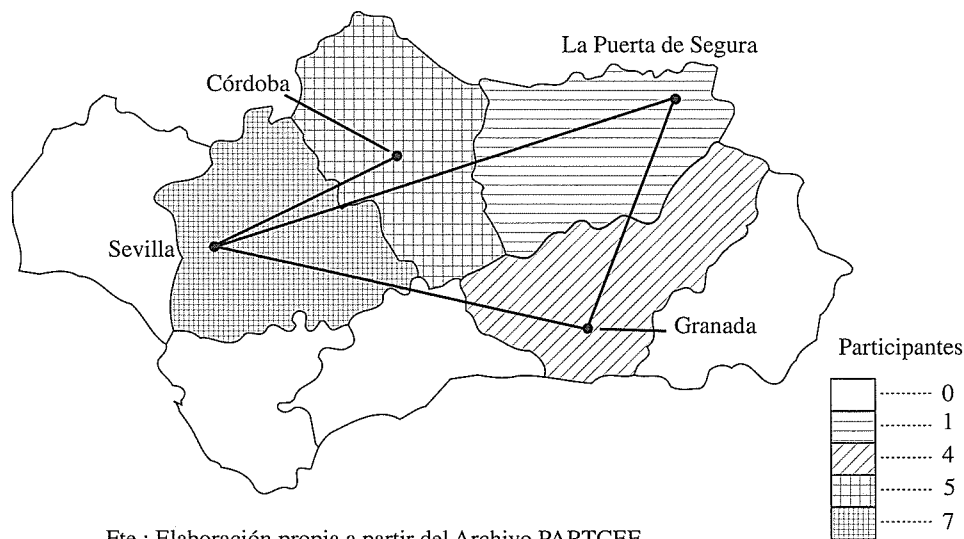 La Puerta de Segura
Córdoba
Sevilla
Granada
Participantes
0
1
4
5
7
Fte.: Elaboración propia a partir del Archivo PARTCEE